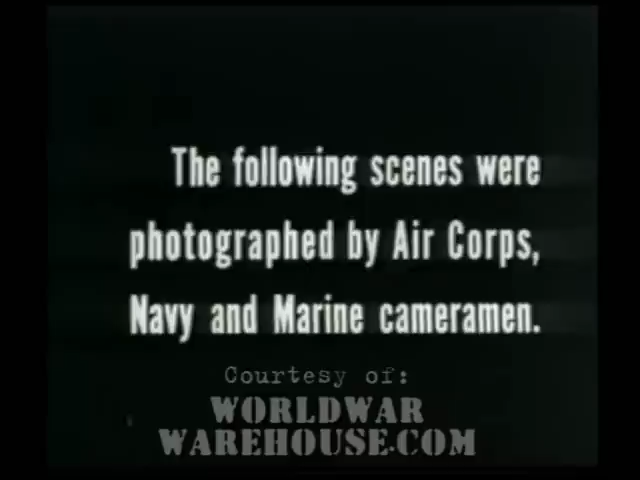 The following scenes were
photographed by Air Corps,
Navy and Marine cameramen.
Courtesy of:
WORLDWAR
WAREHOUSE.COM